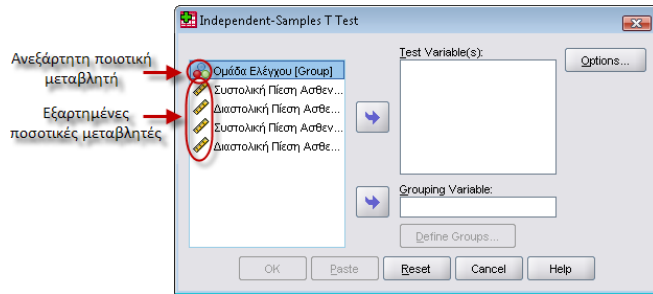 Independent-Samples T Test
Ανεξάρτητη ποιοτική
μεταβλητή
Εξαρτημένες
ποσοτικές μεταβλητές
Ομάδα Ελέγχου [Group]
Συστολική Πίεση Ασθεν...
Διαστολική Πίεση Ασθε...
Συστολική Πίεση Ασθεν...
Διαστολική Πίεση Ασθε...
Test Variable(s):
Options...
Grouping Variable:
Define Groups...
OK Paste Reset Cancel Help